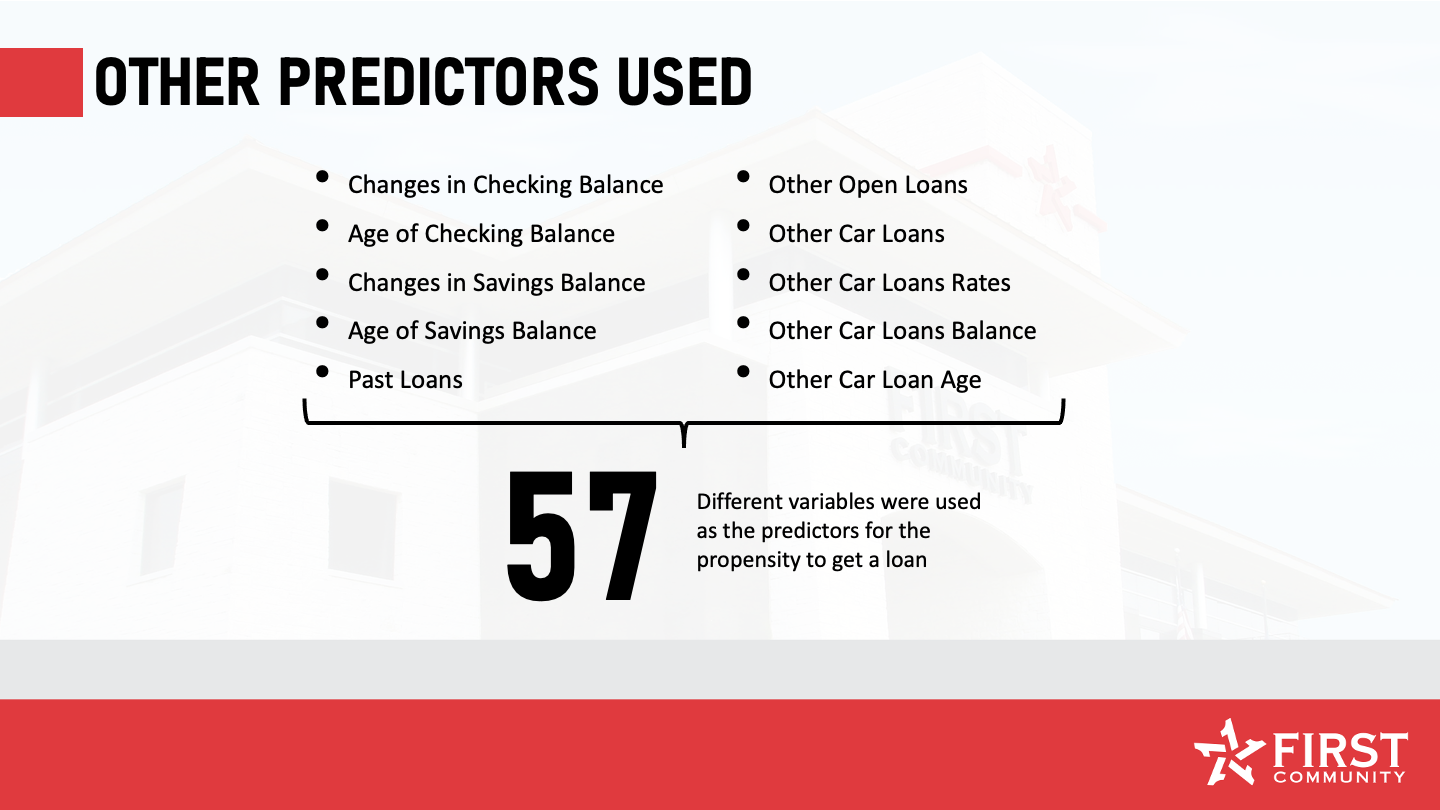 OTHER PREDICTORS USED
Changes in Checking Balance
Age of Checking Balance
Changes in Savings Balance
Age of Savings Balance
Past Loans
Other Open Loans
Other Car Loans
Other Car Loans Rates
Other Car Loans Balance
Other Car Loan Age
57
Different variables were used
as the predictors for the
propensity to get a loan
FIRST
COMMUNITY
FIRST
COMMUNITY